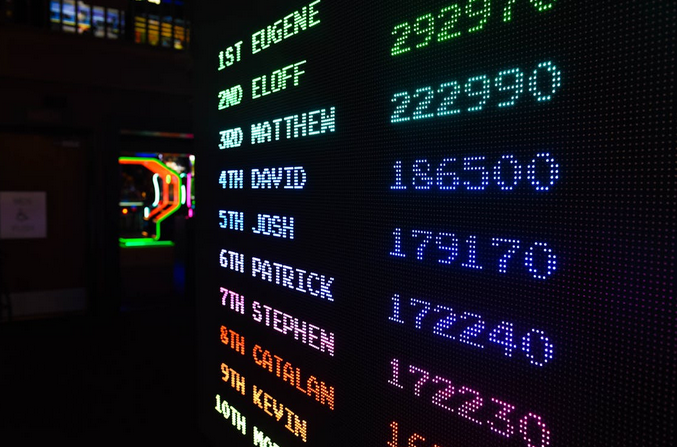 1ST EUGENE 292970
2ND ELOFF 222990
3RD MATTHEW 186500
4TH DAVID 179170
5TH JOSH 172240
6TH PATRICK 172230
7TH STEPHEN
8TH CATALAN
9TH KEVIN
10TH